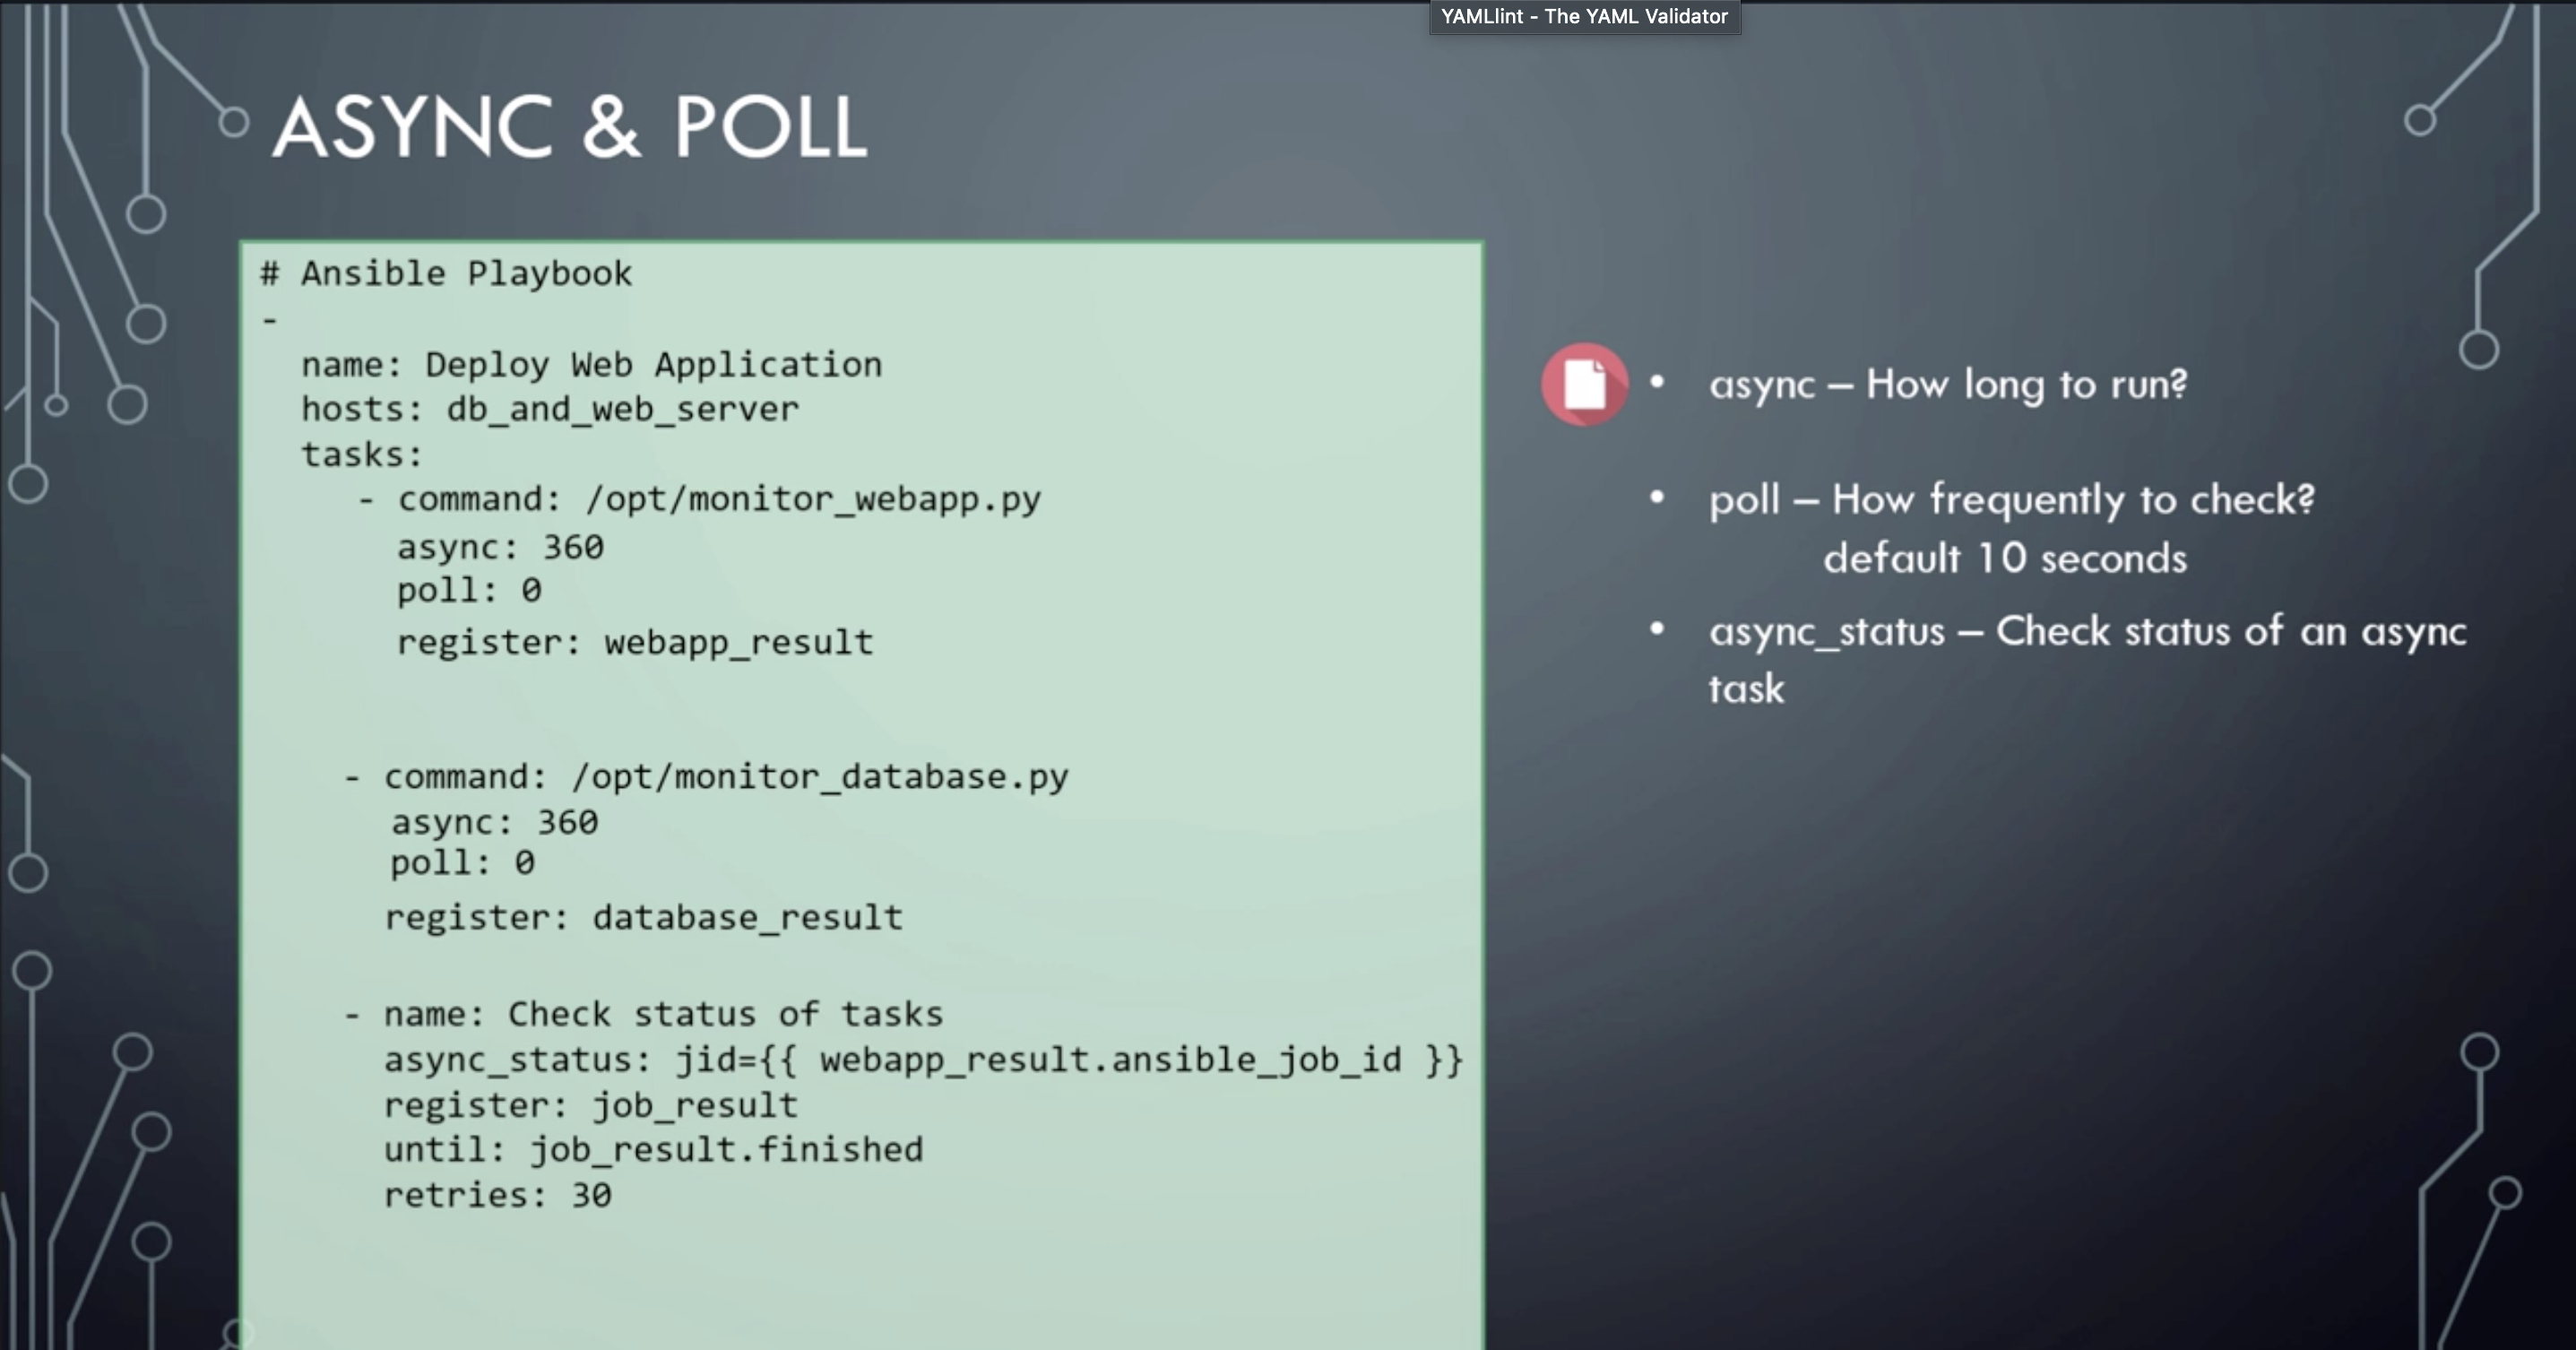 YAMLlint - The YAML Validator
ASYNC & POLL
# Ansible Playbook
-
name: Deploy Web Application
hosts: db_and_web_server
tasks:
- command: /opt/monitor_webapp.py
async: 360
poll: 0
register: webapp_result
- command: /opt/monitor_database.py
async: 360
poll: 0
register: database_result
- name: Check status of tasks
async_status: jid={{ webapp_result.ansible_job_id }}
register: job_result
until: job_result.finished
retries: 30
• async – How long to run?
• poll – How frequently to check?
default 10 seconds
• async_status – Check status of an async
task